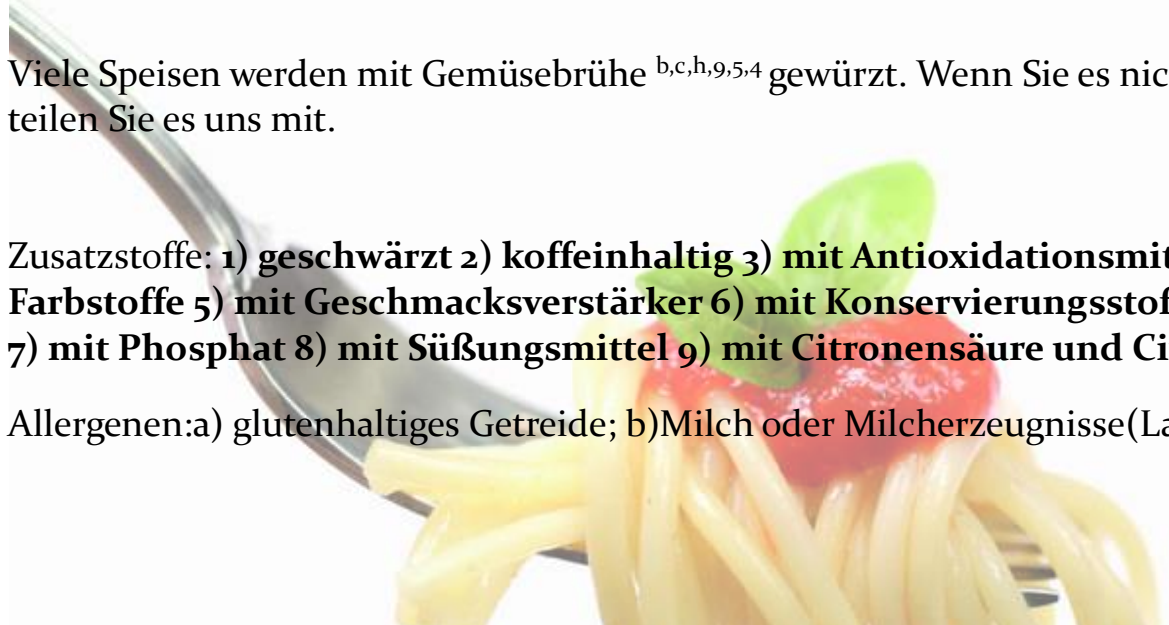 Viele Speisen werden mit Gemüsebrühe b,c,h,9,5,4 gewürzt. Wenn Sie es nic
teilen Sie es uns mit.
Zusatzstoffe: 1) geschwärzt 2) koffeinhaltig 3) mit Antioxidationsmit
Farbstoffe 5) mit Geschmacksverstärker 6) mit Konservierungsstof
7) mit Phosphat 8) mit Süßungsmittel 9) mit Citronensäure und Ci
Allergenen:a) glutenhaltiges Getreide; b)Milch oder Milcherzeugnisse(La